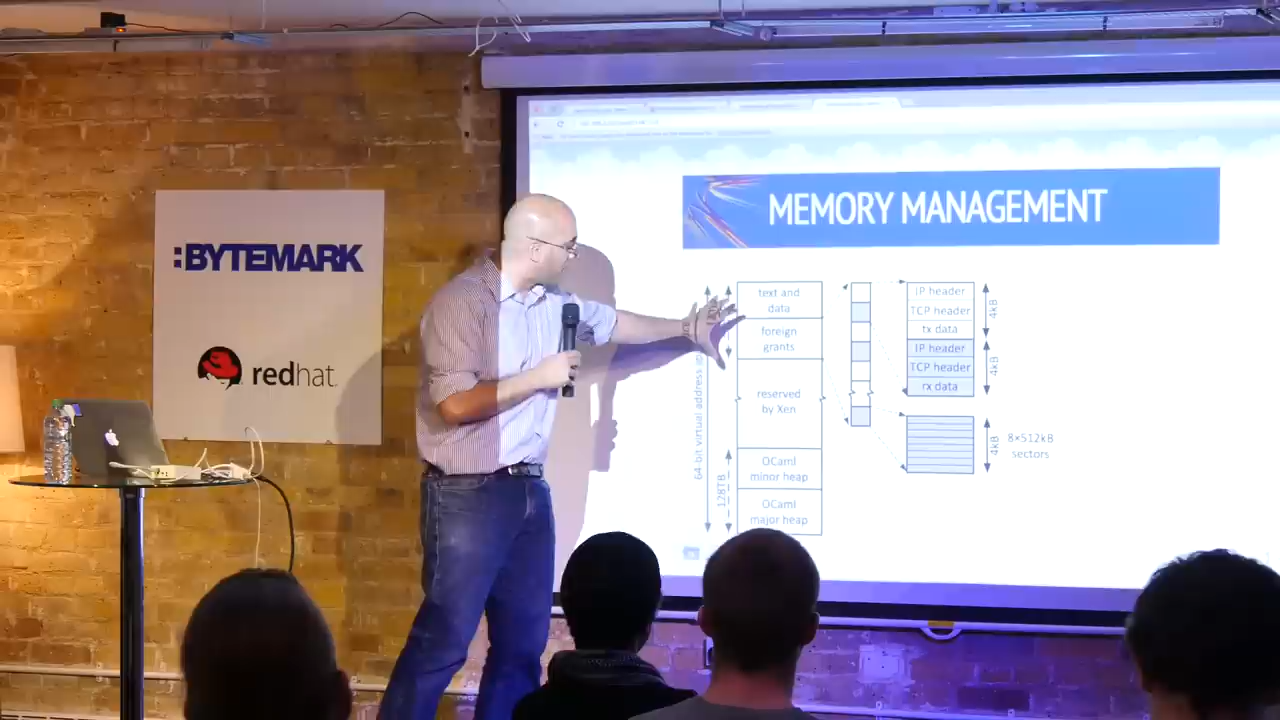 :BYTEMARK
redhat.
MEMORY MANAGEMENT
text and
data
foreign
grants
reserved
by Xen
OCaml
minor heap
OCaml
major heap
64-bit virtual address
128TB
IP header
TCP header
tx data
IP header
TCP header
rx data
4kB
4kB
4kB
8×512kB
sectors